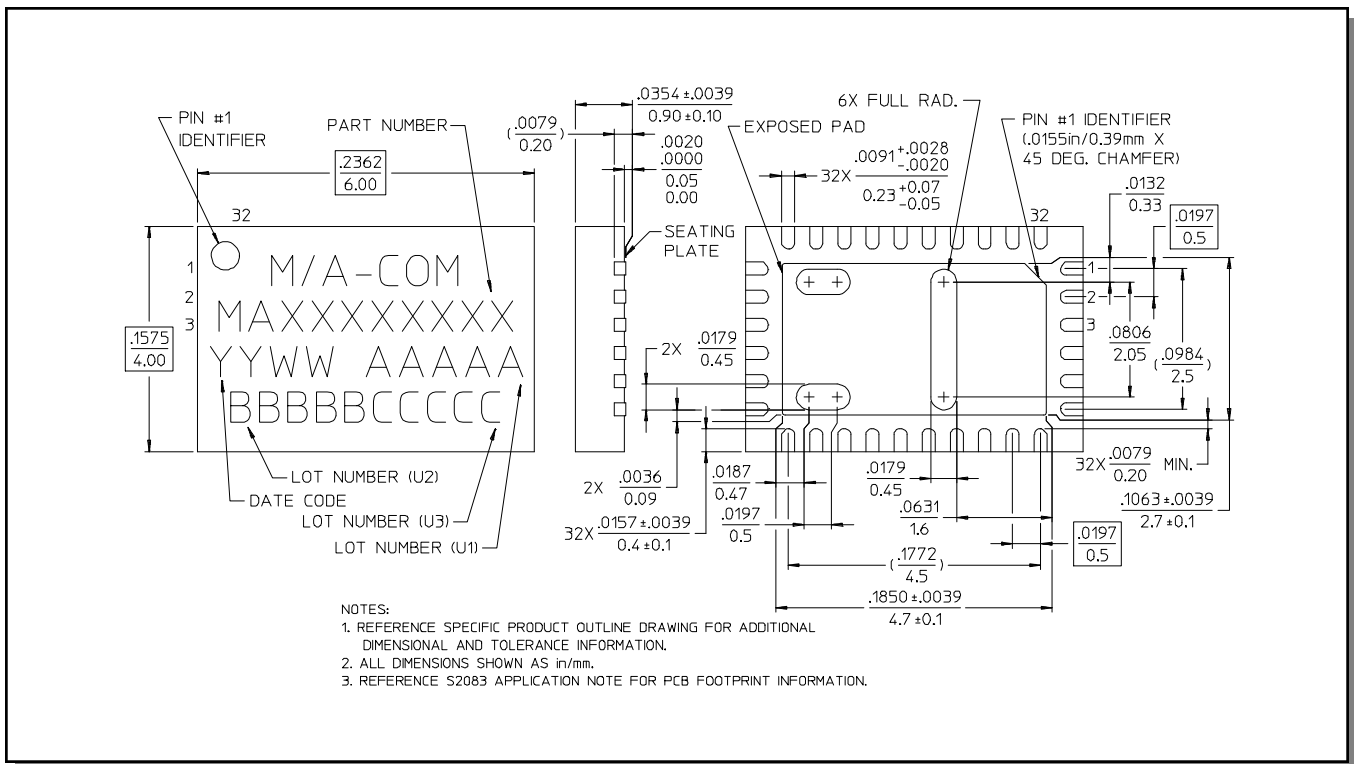 PIN #1
IDENTIFIER
PART NUMBER
.2362
6.00
32
1
2
3
.1575
4.00
M/A-COM
MAXXXXXXXXX
YYWW AAAAA
BBBBBCCCCC
LOT NUMBER (U2)
DATE CODE
LOT NUMBER (U3)
LOT NUMBER (U1)
.0354 ±.0039
0.90 ±0.10
(.0079)
0.20
.0020
.0000
0.05
0.00
SEATING
PLATE
EXPOSED PAD
6X FULL RAD.
PIN #1 IDENTIFIER
(.0155in/0.39mm X
45 DEG. CHAMFER)
32X .0091 +.0028
-.0020
0.23 +0.07
-0.05
32
.0132
0.33
.0197
0.5
1
2
3
2X .0179
0.45
.0806
2.05
(.0984)
2.5
2X .0036
0.09
.0187
0.47
.0179
0.45
32X .0079 MIN.
0.20
.0197
0.5
.0631
1.6
.1063 ±.0039
2.7 ±0.1
32X .0157 ±.0039
0.4 ±0.1
.0197
0.5
(.1772)
4.5
.1850 ±.0039
4.7 ±0.1
NOTES:
1. REFERENCE SPECIFIC PRODUCT OUTLINE DRAWING FOR ADDITIONAL
DIMENSIONAL AND TOLERANCE INFORMATION.
2. ALL DIMENSIONS SHOWN AS in/mm.
3. REFERENCE S2083 APPLICATION NOTE FOR PCB FOOTPRINT INFORMATION.